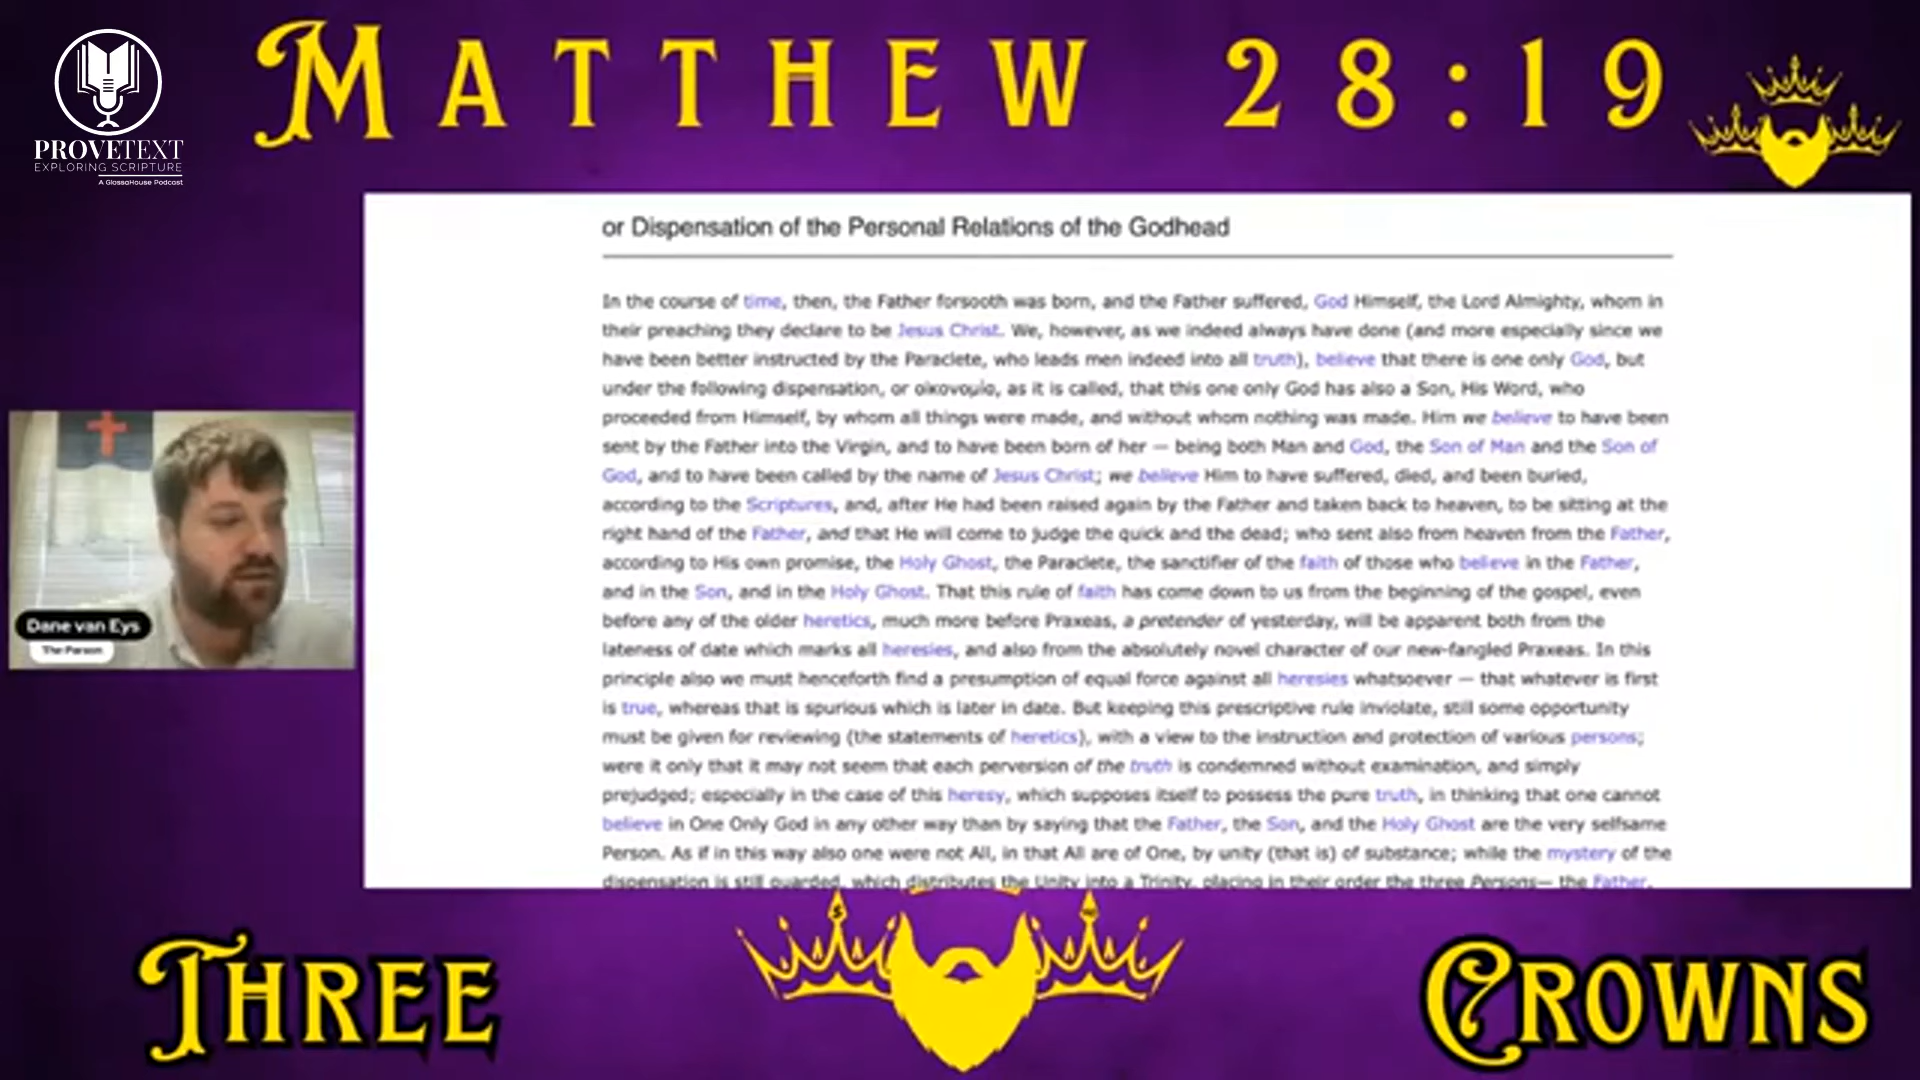 MATTHEW 28:19
PROVETEXT
EXPLORING SCRIPTURE
A GlossaHouse Podcast
or Dispensation of the Personal Relations of the Godhead
In the course of time, then, the Father forsooth was born, and the Father suffered, God Himself, the Lord Almighty, whom in
their preaching they declare to be Jesus Christ. We, however, as we indeed always have done (and more especially since we
have been better instructed by the Paraclete, who leads men indeed into all truth), believe that there is one only God, but
under the following dispensation, or οἰκονομία, as it is called, that this one only God has also a Son, His Word, who
proceeded from Himself, by whom all things were made, and without whom nothing was made. Him we believe to have been
sent by the Father into the Virgin, and to have been born of her — being both Man and God, the Son of Man and the Son of
God, and to have been called by the name of Jesus Christ; we believe Him to have suffered, died, and been buried,
according to the Scriptures, and, after He had been raised again by the Father and taken back to heaven, to be sitting at the
right hand of the Father, and that He will come to judge the quick and the dead; who sent also from heaven from the Father,
according to His own promise, the Holy Ghost, the Paraclete, the sanctifier of the faith of those who believe in the Father,
and in the Son, and in the Holy Ghost. That this rule of faith has come down to us from the beginning of the gospel, even
before any of the older heretics, much more before Praxeas, a pretender of yesterday, will be apparent both from the
lateness of date which marks all heresies, and also from the absolutely novel character of our new-fangled Praxeas. In this
principle also we must henceforth find a presumption of equal force against all heresies whatsoever — that whatever is first
is true, whereas that is spurious which is later in date. But keeping this prescriptive rule inviolate, still some opportunity
must be given for reviewing (the statements of heretics), with a view to the instruction and protection of various persons;
were it only that it may not seem that each perversion of the truth is condemned without examination, and simply
prejudged; especially in the case of this heresy, which supposes itself to possess the pure truth, in thinking that one cannot
believe in One Only God in any other way than by saying that the Father, the Son, and the Holy Ghost are the very selfsame
Person. As if in this way also one were not All, in that All are of One, by unity (that is) of substance; while the mystery of the
dispensation is still guarded, which distributes the Unity into a Trinity, placing in their order the three Persons— the Father,
Dane van Eys
The Parson
THREE CROWNS